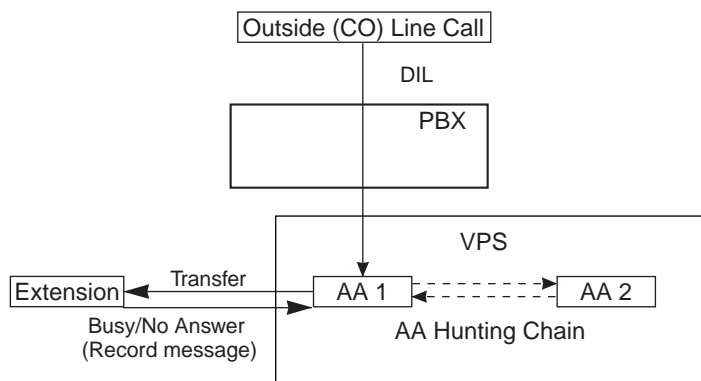 Outside (CO) Line Call
DIL
PBX
VPS
Transfer
Extension
AA 1
AA 2
Busy/No Answer
(Record message)
AA Hunting Chain